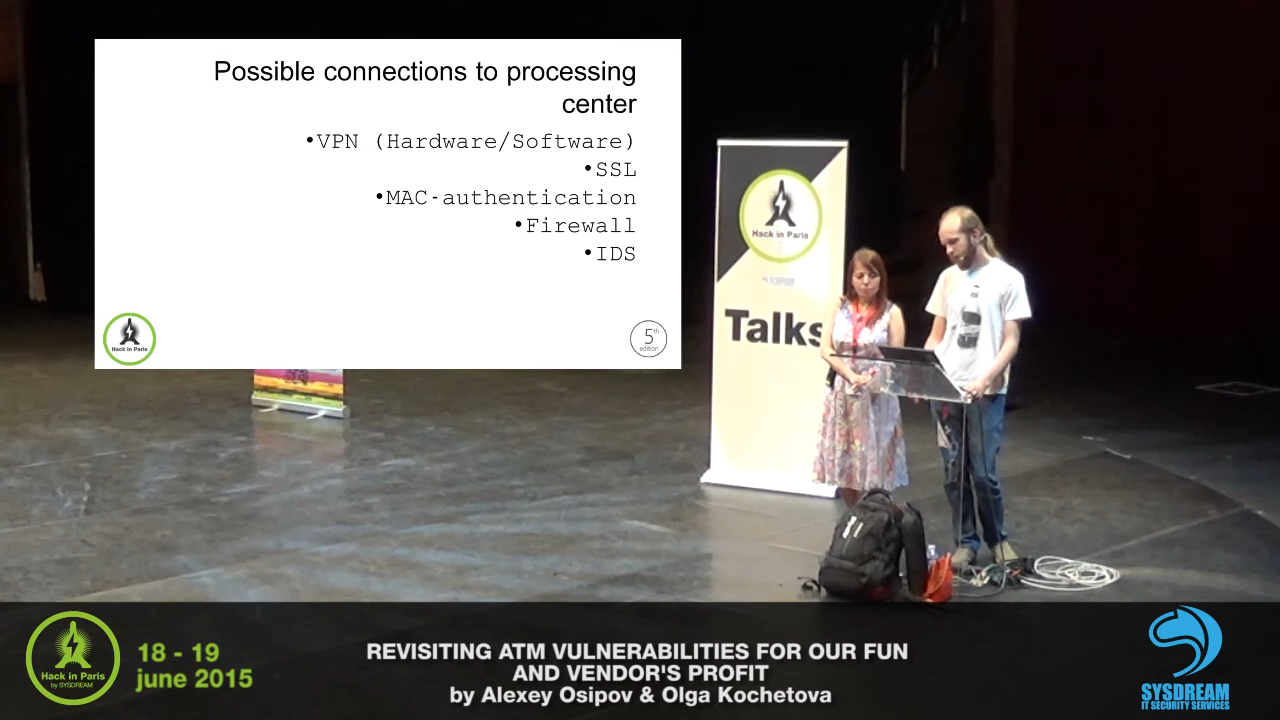 Possible connections to processing
center
•VPN (Hardware/Software)
•SSL
•MAC-authentication
•Firewall
•IDS
Hack in Paris
5th
edition
Hack in Paris
Talks
Hack in Paris
by SYSDREAM
18 - 19
june 2015
REVISITING ATM VULNERABILITIES FOR OUR FUN
AND VENDOR'S PROFIT
by Alexey Osipov & Olga Kochetova
SYSDREAM
IT SECURITY SERVICES